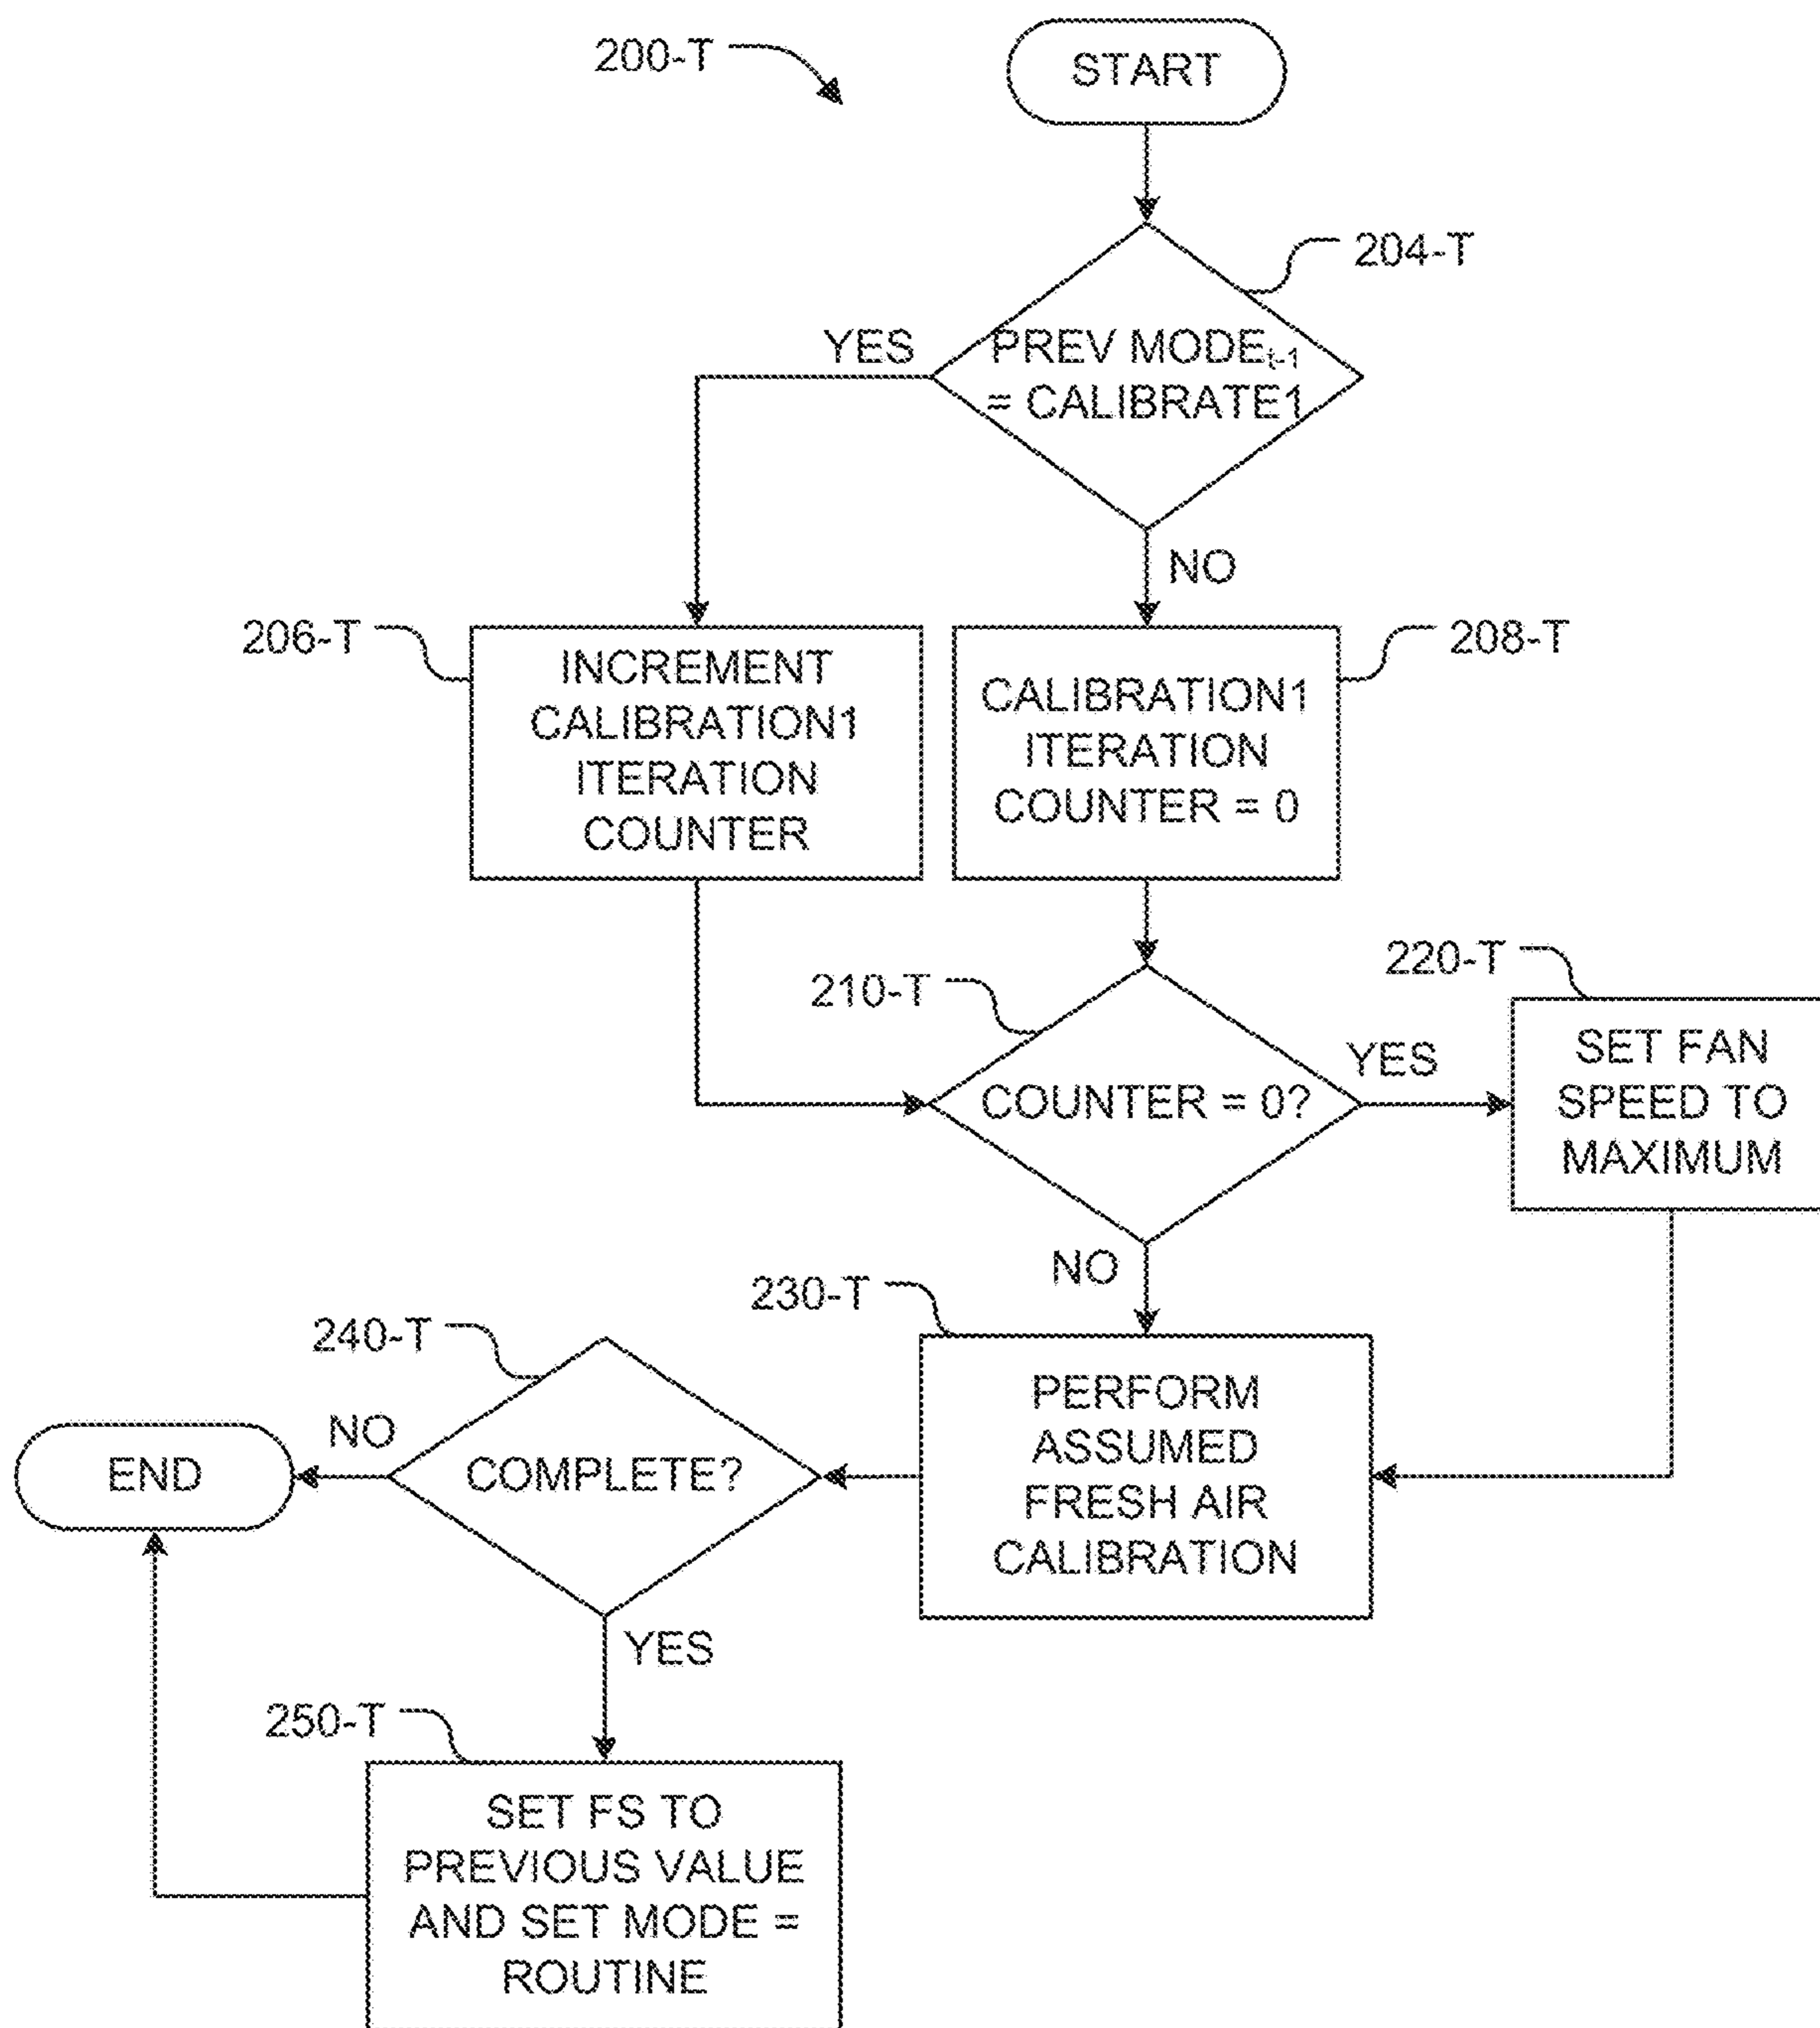 200-T
START
204-T
PREV MODEt-1
= CALIBRATE1
YES
NO
206-T
INCREMENT
CALIBRATION1
ITERATION
COUNTER
208-T
CALIBRATION1
ITERATION
COUNTER = 0
210-T
COUNTER = 0?
YES
220-T
SET FAN
SPEED TO
MAXIMUM
NO
230-T
PERFORM
ASSUMED
FRESH AIR
CALIBRATION
240-T
COMPLETE?
NO
END
YES
250-T
SET FS TO
PREVIOUS VALUE
AND SET MODE =
ROUTINE